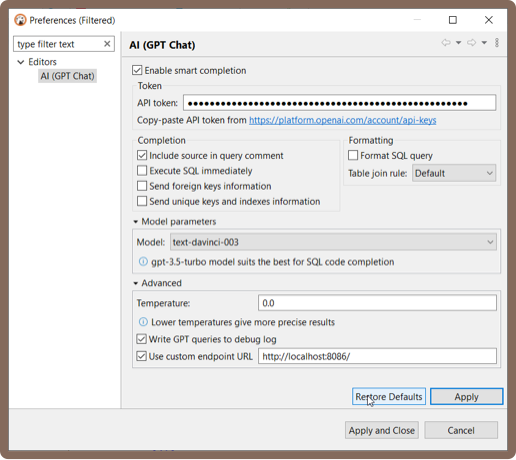 Preferences (Filtered)
type filter text
Editors
AI (GPT Chat)
AI (GPT Chat)
Enable smart completion
Token
API token: ●●●●●●●●●●●●●●●●●●●●●●●●●●●●●●●●●●●●●●●●●●●●●●●●●●●
Copy-paste API token from https://platform.openai.com/account/api-keys
Completion
Include source in query comment
Execute SQL immediately
Send foreign keys information
Send unique keys and indexes information
Formatting
Format SQL query
Table join rule: Default
Model parameters
Model: text-davinci-003
gpt-3.5-turbo model suits the best for SQL code completion
Advanced
Temperature: 0.0
Lower temperatures give more precise results
Write GPT queries to debug log
Use custom endpoint URL http://localhost:8086/
Restore Defaults Apply
Apply and Close Cancel